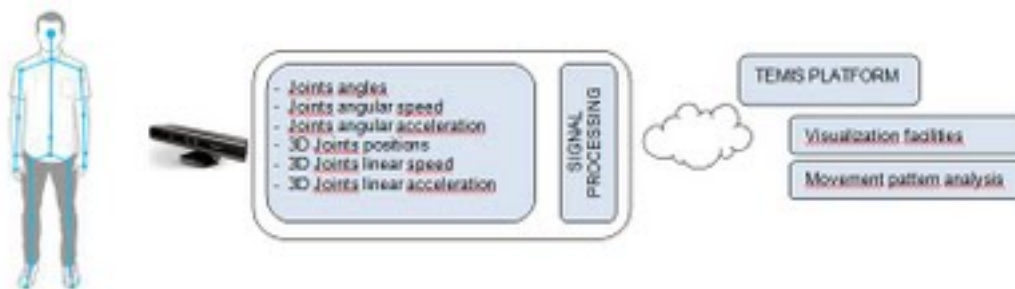 - Joints angles
- Joints angular speed
- Joints angular acceleration
- 3D Joints positions
- 3D Joints linear speed
- 3D Joints linear acceleration
SIGNAL
PROCESSING
TEMIS PLATFORM
Visualization facilities
Movement pattern analysis